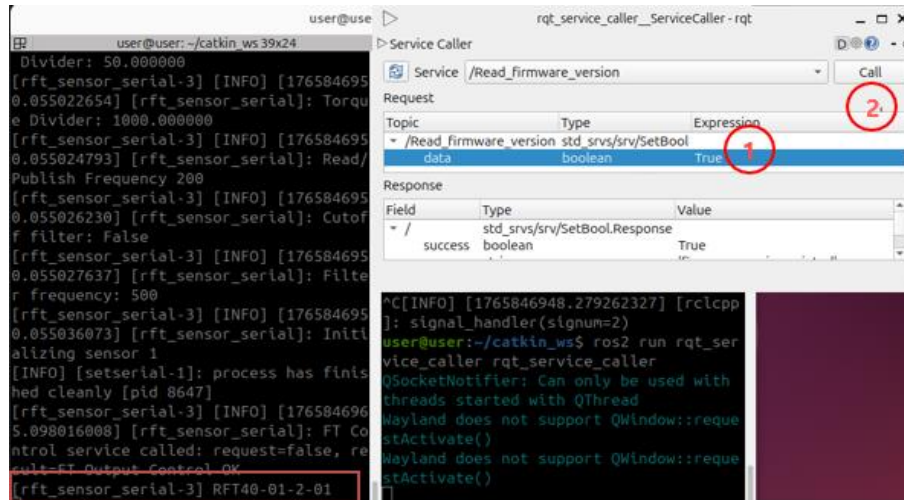 user@use
user@user: ~/catkin_ws 39x24
Divider: 50.000000
[rft_sensor_serial-3] [INFO] [176584695
0.055022654] [rft_sensor_serial]: Torqu
e Divider: 1000.000000
[rft_sensor_serial-3] [INFO] [176584695
0.055024793] [rft_sensor_serial]: Read/
Publish Frequency 200
[rft_sensor_serial-3] [INFO] [176584695
0.055026230] [rft_sensor_serial]: Cutof
f filter: False
[rft_sensor_serial-3] [INFO] [176584695
0.055027637] [rft_sensor_serial]: Filte
r frequency: 500
[rft_sensor_serial-3] [INFO] [176584695
0.055036073] [rft_sensor_serial]: Initi
alizing sensor 1
[INFO] [setserial-1]: process has finis
hed cleanly [pid 8647]
[rft_sensor_serial-3] [INFO] [176584696
5.098016008] [rft_sensor_serial]: FT Co
ntrol service called: request=false, re
sult=FT Output Control OK
[rft_sensor_serial-3] RFT40-01-2-01
rqt_service_caller__ServiceCaller - rqt
Service Caller
D
Service /Read_firmware_version Call
Request
2
Topic Type Expression
/Read_firmware_version std_srvs/srv/SetBool
1
data boolean True
Response
Field Type Value
/ std_srvs/srv/SetBool.Response
success boolean True
^C[INFO] [1765846948.279262327] [rclcpp
]: signal_handler(signum=2)
user@user:~/catkin_ws$ ros2 run rqt_ser
vice_caller rqt_service_caller
QSocketNotifier: Can only be used with
threads started with QThread
Wayland does not support QWindow::reque
stActivate()
Wayland does not support QWindow::reque
stActivate()